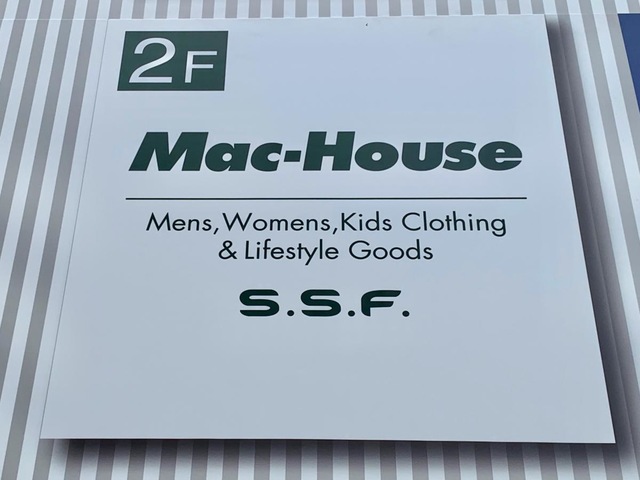 2F
Mac-House
Mens,Womens,Kids Clothing
& Lifestyle Goods
S.S.F.